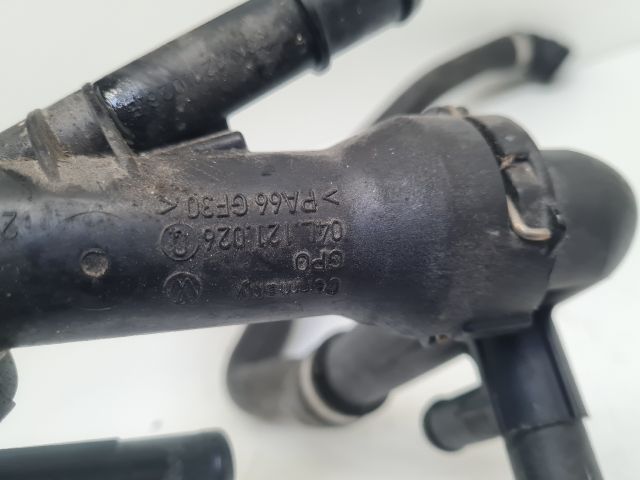 Germany
GPO
04L.121.026 C
>PA66 GF30<